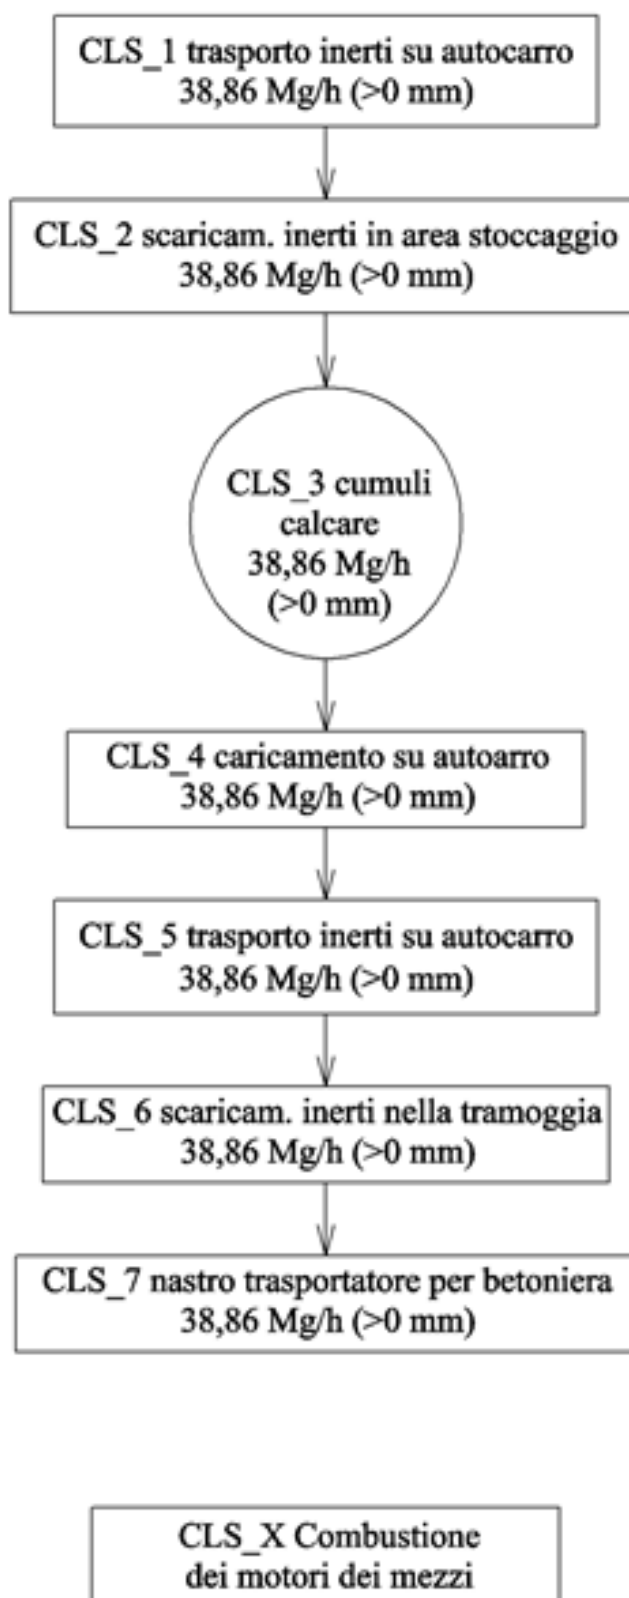 CLS_1 trasporto inerti su autocarro
38,86 Mg/h (>0 mm)
CLS_2 scaricam. inerti in area stoccaggio
38,86 Mg/h (>0 mm)
CLS_3 cumuli
calcare
38,86 Mg/h
(>0 mm)
CLS_4 caricamento su autoarro
38,86 Mg/h (>0 mm)
CLS_5 trasporto inerti su autocarro
38,86 Mg/h (>0 mm)
CLS_6 scaricam. inerti nella tramoggia
38,86 Mg/h (>0 mm)
CLS_7 nastro trasportatore per betoniera
38,86 Mg/h (>0 mm)
CLS_X Combustione
dei motori dei mezzi